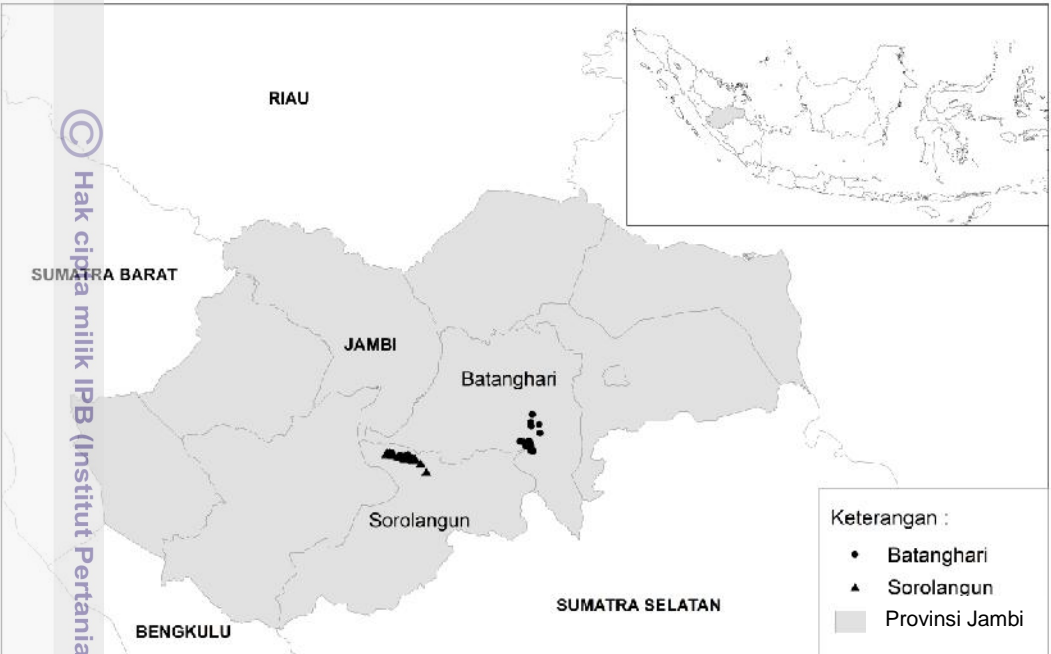 RIAU
SUMATRA BARAT
JAMBI
Batanghari
Sorolangun
BENGKULU
SUMATRA SELATAN
Keterangan :
Batanghari
Sorolangun
Provinsi Jambi
© Hak cipta milik IPB (Institut Pertania